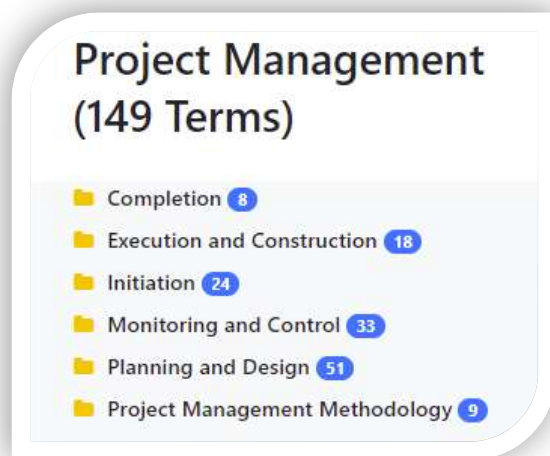 Project Management
(149 Terms)
Completion 8
Execution and Construction 18
Initiation 24
Monitoring and Control 33
Planning and Design 51
Project Management Methodology 9